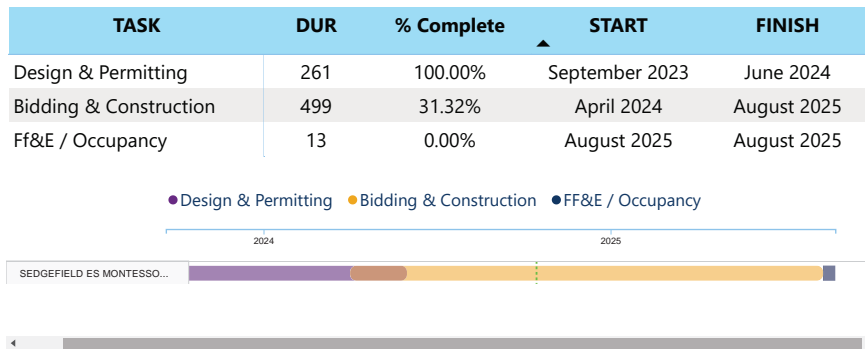 TASK DUR % Complete START FINISH
Design & Permitting 261 100.00% September 2023 June 2024
Bidding & Construction 499 31.32% April 2024 August 2025
Ff&E / Occupancy 13 0.00% August 2025 August 2025
Design & Permitting Bidding & Construction FF&E / Occupancy
2024 2025
SEDGEFIELD ES MONTESSO...